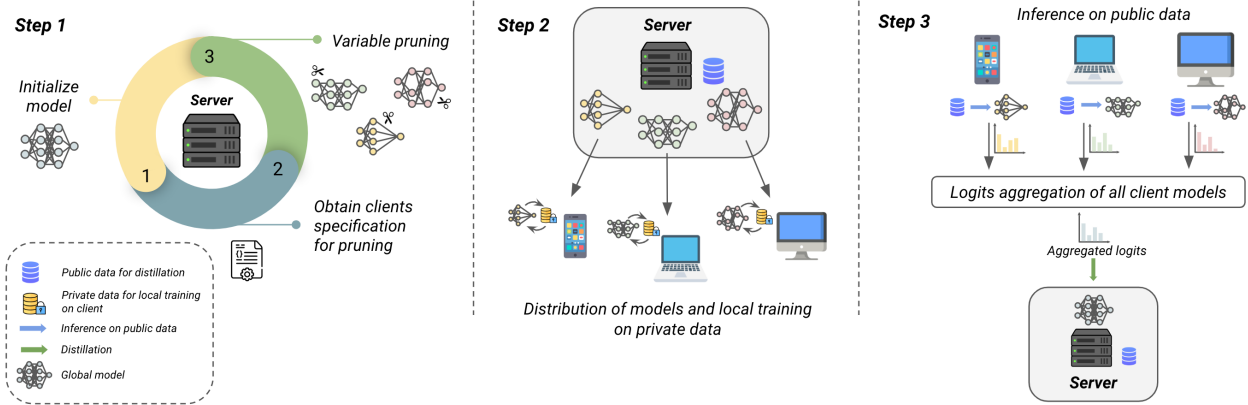 Step 1
3
Variable pruning
Initialize
model
Server
1
2
Obtain clients
specification
for pruning
Public data for distillation
Private data for local training
on client
Inference on public data
Distillation
Global model
Step 2
Server
Distribution of models and local training
on private data
Step 3
Inference on public data
Logits aggregation of all client models
Aggregated logits
Server